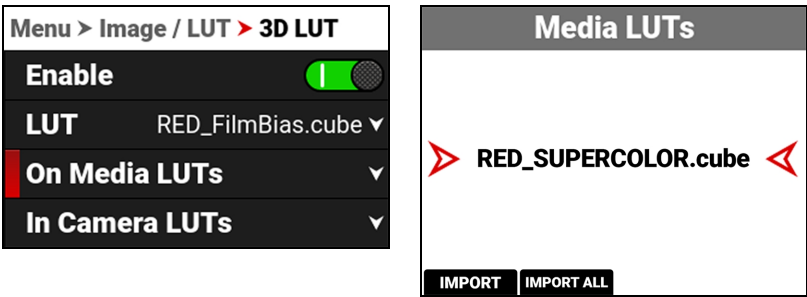 Menu > Image / LUT > 3D LUT
Enable
LUT RED_FilmBias.cube
On Media LUTs
In Camera LUTs
Media LUTs
RED_SUPERCOLOR.cube
IMPORT IMPORT ALL